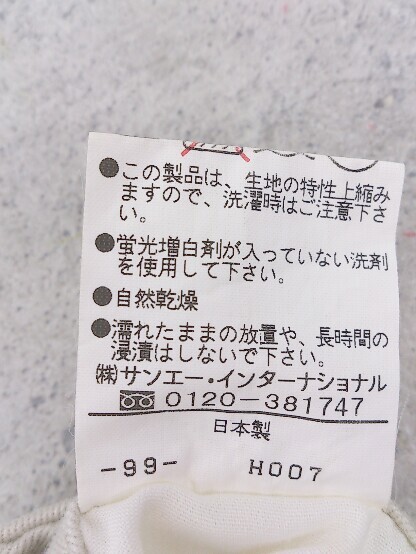 ●この製品は、生地の特性上縮み
ますので、洗濯時はご注意下さ
い。
●蛍光増白剤が入っていない洗剤
を使用して下さい。
●自然乾燥
●濡れたままの放置や、長時間の
浸漬はしないで下さい。
㈱サンエー・インターナショナル
0120-381747
日本製
-99- H007